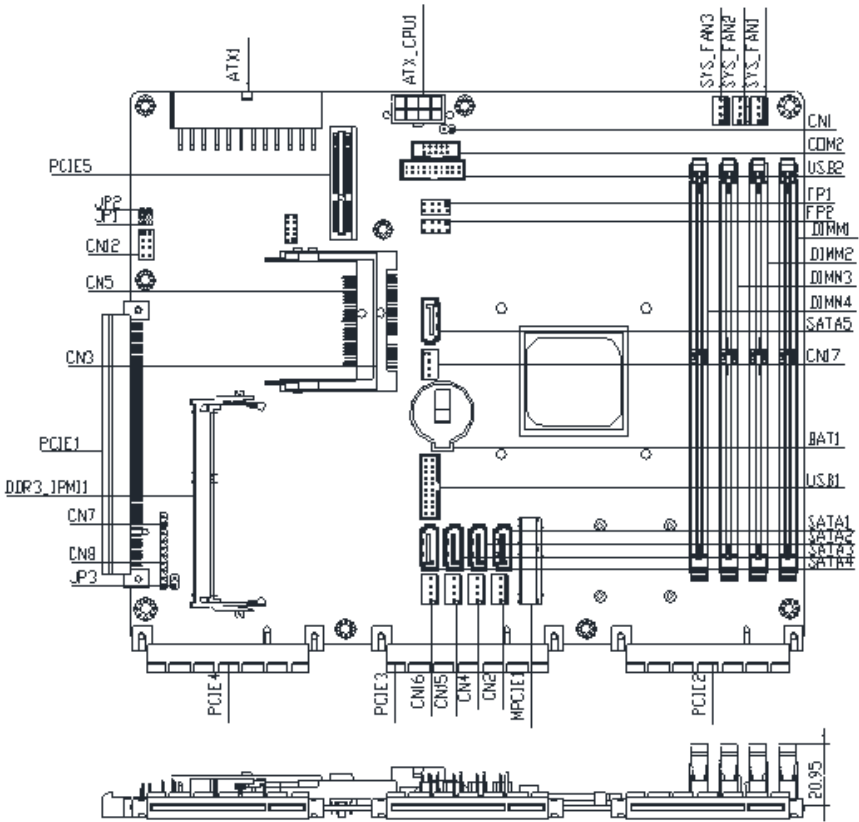 ATX1
ATX_CPU1
SYS_FAN3
SYS_FAN2
SYS_FAN1
CN1
COM2
PCIE5
USB2
JP2
JP1
FP1
FP2
CN12
DIMM1
DIMM2
CN5
DIMN3
DIMN4
SATA5
CN3
CN17
PCIE1
BAT1
DDR3_IPMI1
USB1
CN7
SATA1
SATA2
SATA3
CN8
SATA4
JP3
PCIE4
PCIE3
CN16
CN15
CN4
CN2
MPCIE1
PCIE2
20.95